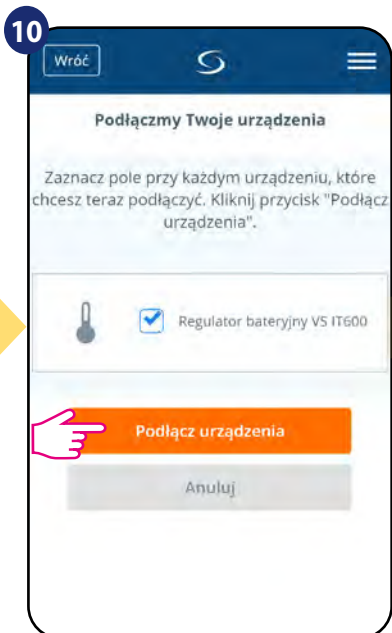 10
Wróć
Podłączmy Twoje urządzenia
Zaznacz pole przy każdym urządzeniu, które
chcesz teraz podłączyć. Kliknij przycisk "Podłącz
urządzenia".
Regulator bateryjny VS IT600
Podłącz urządzenia
Anuluj